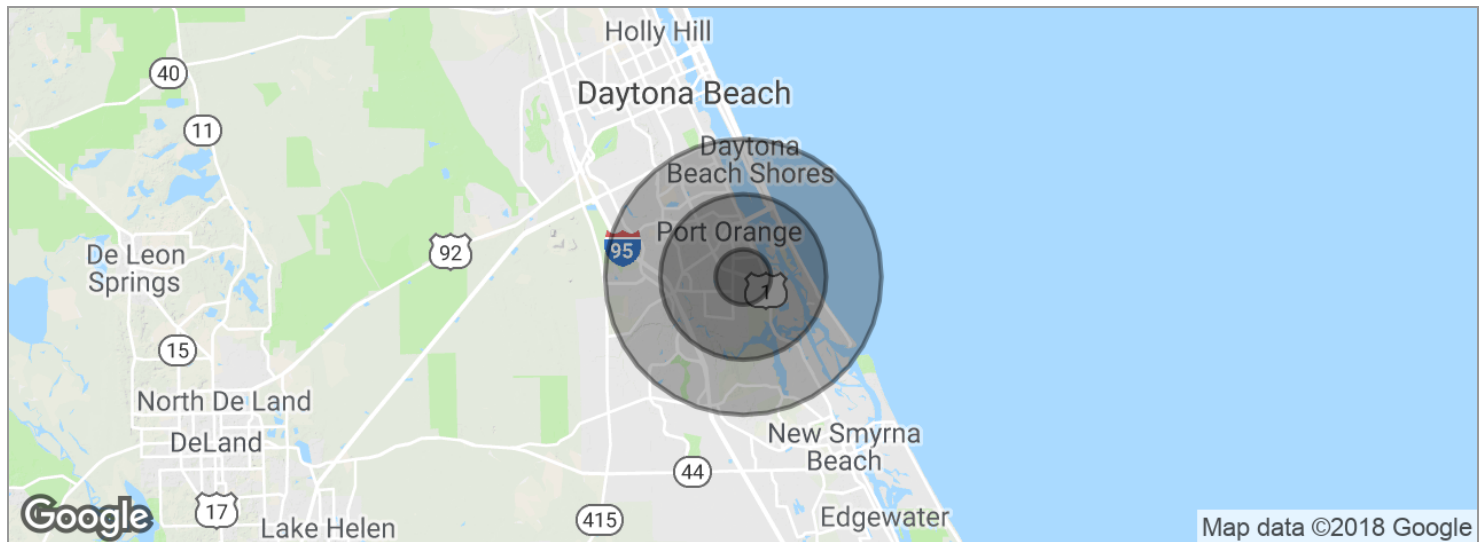 Holly Hill
40
Daytona Beach
11
Daytona
Beach Shores
Port Orange
92
95
De Leon
Springs
1
15
North De Land
DeLand
New Smyrna
Beach
44
17
Lake Helen
415
Edgewater
Google
Map data ©2018 Google